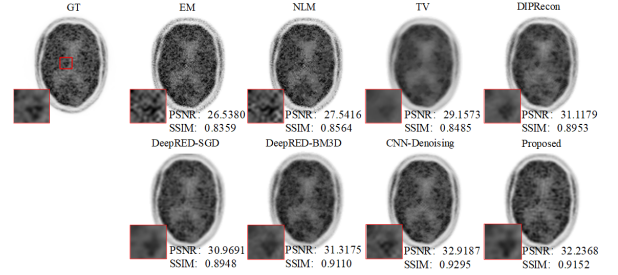 GT EM NLM TV DIPRecon
PSNR: 26.5380 PSNR: 27.5416 PSNR: 29.1573 PSNR: 31.1179
SSIM: 0.8359 SSIM: 0.8564 SSIM: 0.8485 SSIM: 0.8953
DeepRED-SGD DeepRED-BM3D CNN-Denoising Proposed
PSNR: 30.9691 PSNR: 31.3175 PSNR: 32.9187 PSNR: 32.2368
SSIM: 0.8948 SSIM: 0.9110 SSIM: 0.9295 SSIM: 0.9152